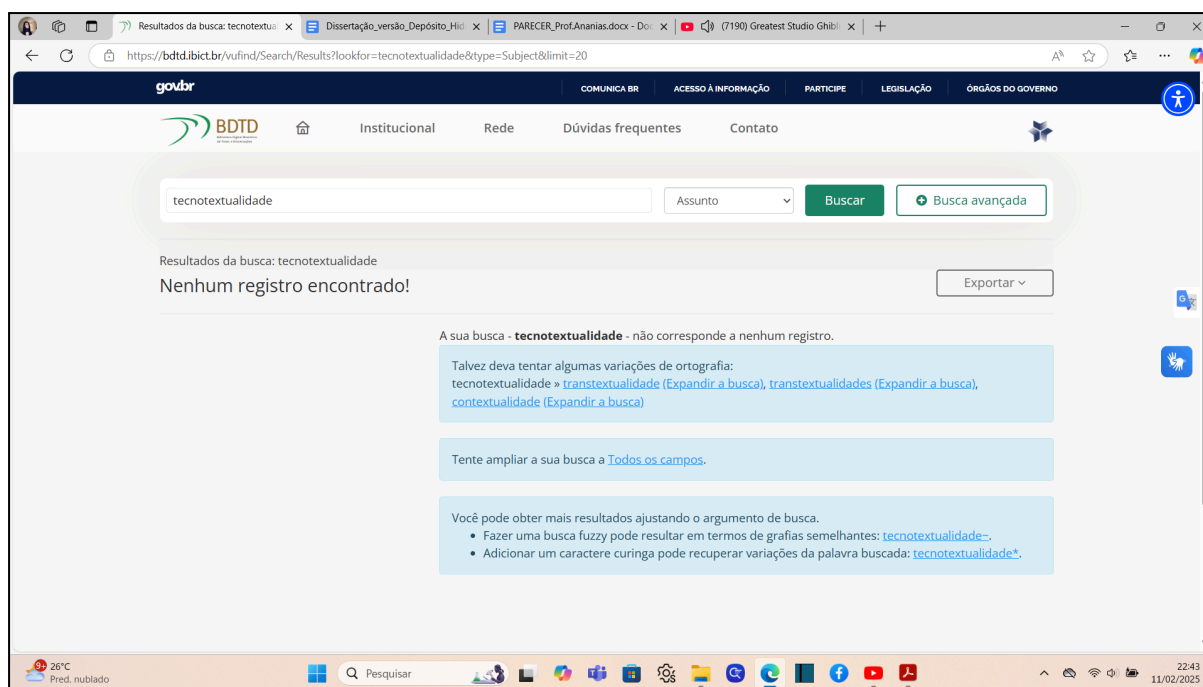 Resultados da busca: tecnotextual
Dissertação_versão_Depósito_Hid
PARECER_Prof.Ananias.docx - Doc
(7190) Greatest Studio Ghibl
https://bdtd.ibict.br/vufind/Search/Results?lookfor=tecnotextualidade&type=Subject&limit=20
gov.br
COMUNICA BR
ACESSO À INFORMAÇÃO
PARTICIPE
LEGISLAÇÃO
ÓRGÃOS DO GOVERNO
BDTD
Institucional
Rede
Dúvidas frequentes
Contato
tecnotextualidade
Assunto
Buscar
Busca avançada
Resultados da busca: tecnotextualidade
Nenhum registro encontrado!
Exportar
A sua busca - tecnotextualidade - não corresponde a nenhum registro.
Talvez deva tentar algumas variações de ortografia:
tecnotextualidade » transtextualidade (Expandir a busca), transtextualidades (Expandir a busca),
contextualidade (Expandir a busca)
Tente ampliar a sua busca a Todos os campos.
Você pode obter mais resultados ajustando o argumento de busca.
• Fazer uma busca fuzzy pode resultar em termos de grafias semelhantes: tecnotextualidade~.
• Adicionar um caractere curinga pode recuperar variações da palavra buscada: tecnotextualidade*.
9+
26°C
Pred. nublado
Pesquisar
22:43
11/02/2025